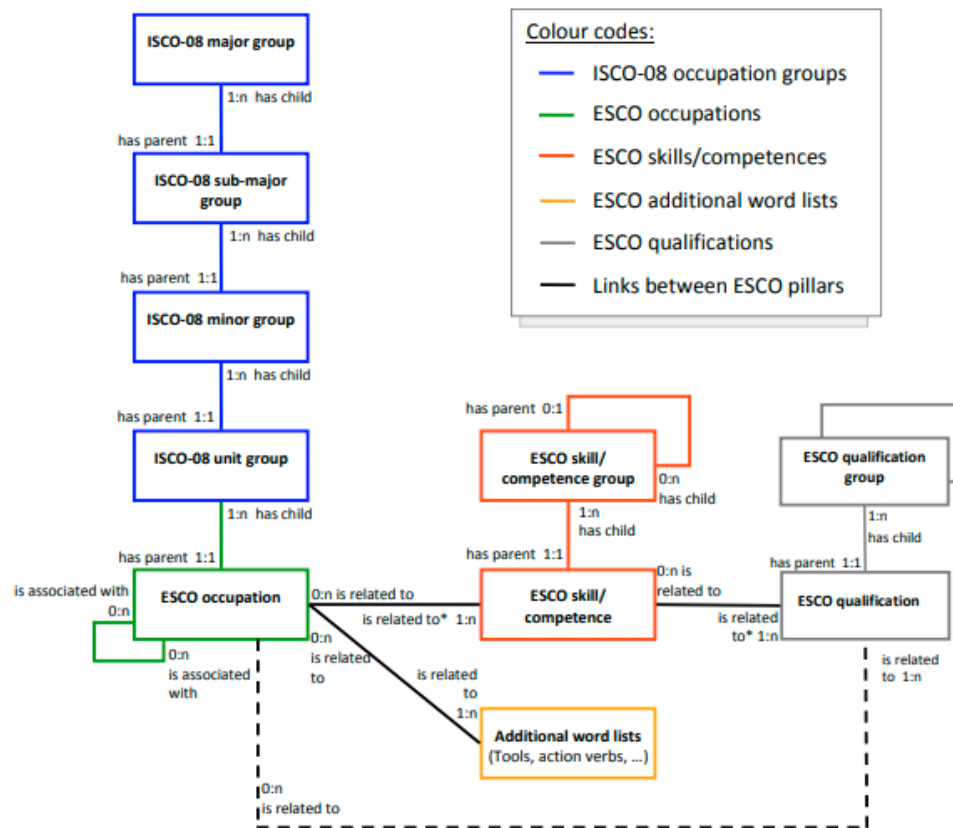 ISCO-08 major group
1:n has child
has parent 1:1
ISCO-08 sub-major
group
1:n has child
has parent 1:1
ISCO-08 minor group
1:n has child
has parent 1:1
ISCO-08 unit group
1:n has child
has parent 1:1
ESCO occupation
is associated with
0:n
0:n
is associated
with
Colour codes:
ISCO-08 occupation groups
ESCO occupations
ESCO skills/competences
ESCO additional word lists
ESCO qualifications
Links between ESCO pillars
has parent 0:1
ESCO skill/
competence group
0:n
has child
1:n
has child
has parent 1:1
ESCO skill/
competence
0:n is related to
is related to* 1:n
0:n
is related
to
is related
to
1:n
Additional word lists
(Tools, action verbs, ...)
0:n is
related to
is related
to* 1:n
ESCO qualification
group
1:n
has child
has parent 1:1
ESCO qualification
is related
to 1:n
0:n
is related to